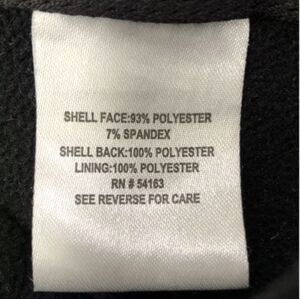 SHELL FACE:93% POLYESTER
7% SPANDEX
SHELL BACK:100% POLYESTER
LINING:100% POLYESTER
RN # 54163
SEE REVERSE FOR CARE